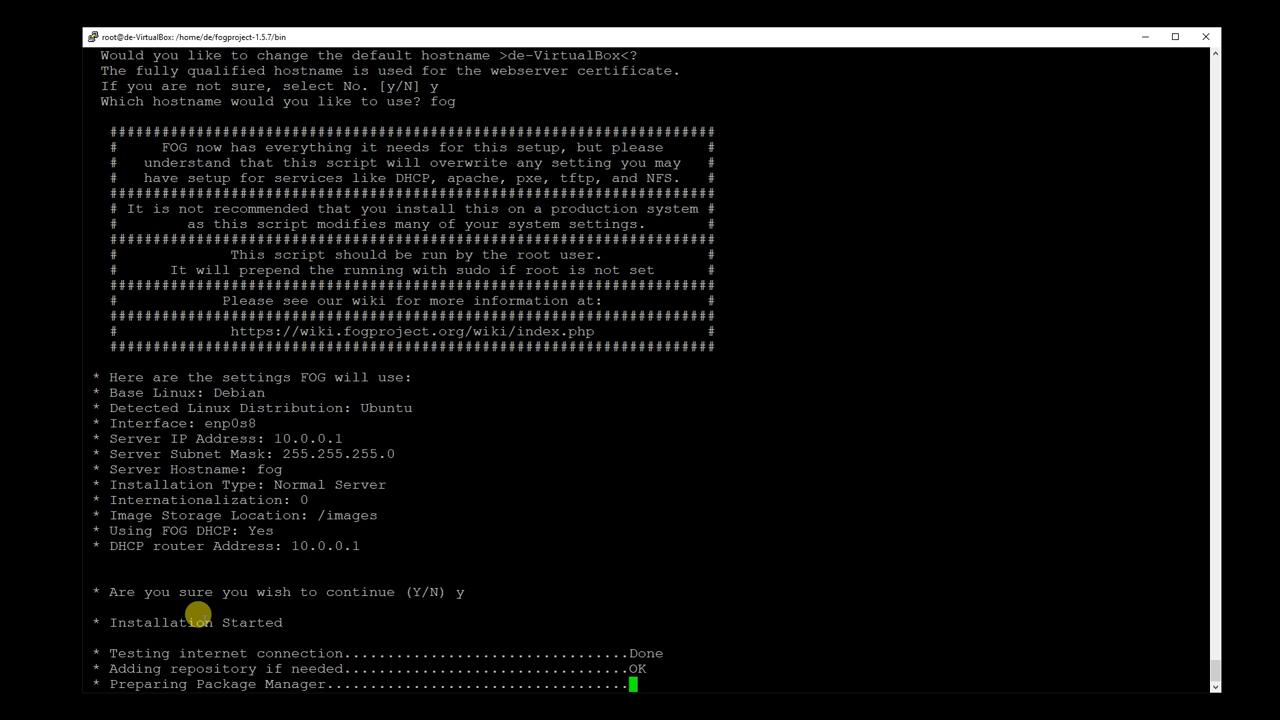 root@de-VirtualBox: /home/de/fogproject-1.5.7/bin
Would you like to change the default hostname >de-VirtualBox<?
The fully qualified hostname is used for the webserver certificate.
If you are not sure, select No. [y/N] y
Which hostname would you like to use? fog
######################################################################
# FOG now has everything it needs for this setup, but please #
# understand that this script will overwrite any setting you may #
# have setup for services like DHCP, apache, pxe, tftp, and NFS. #
######################################################################
# It is not recommended that you install this on a production system #
# as this script modifies many of your system settings. #
######################################################################
# This script should be run by the root user. #
# It will prepend the running with sudo if root is not set #
######################################################################
# Please see our wiki for more information at: #
######################################################################
# https://wiki.fogproject.org/wiki/index.php #
######################################################################
* Here are the settings FOG will use:
* Base Linux: Debian
* Detected Linux Distribution: Ubuntu
* Interface: enp0s8
* Server IP Address: 10.0.0.1
* Server Subnet Mask: 255.255.255.0
* Server Hostname: fog
* Installation Type: Normal Server
* Internationalization: 0
* Image Storage Location: /images
* Using FOG DHCP: Yes
* DHCP router Address: 10.0.0.1
* Are you sure you wish to continue (Y/N) y
* Installation Started
* Testing internet connection.................................Done
* Adding repository if needed.................................OK
* Preparing Package Manager...................................